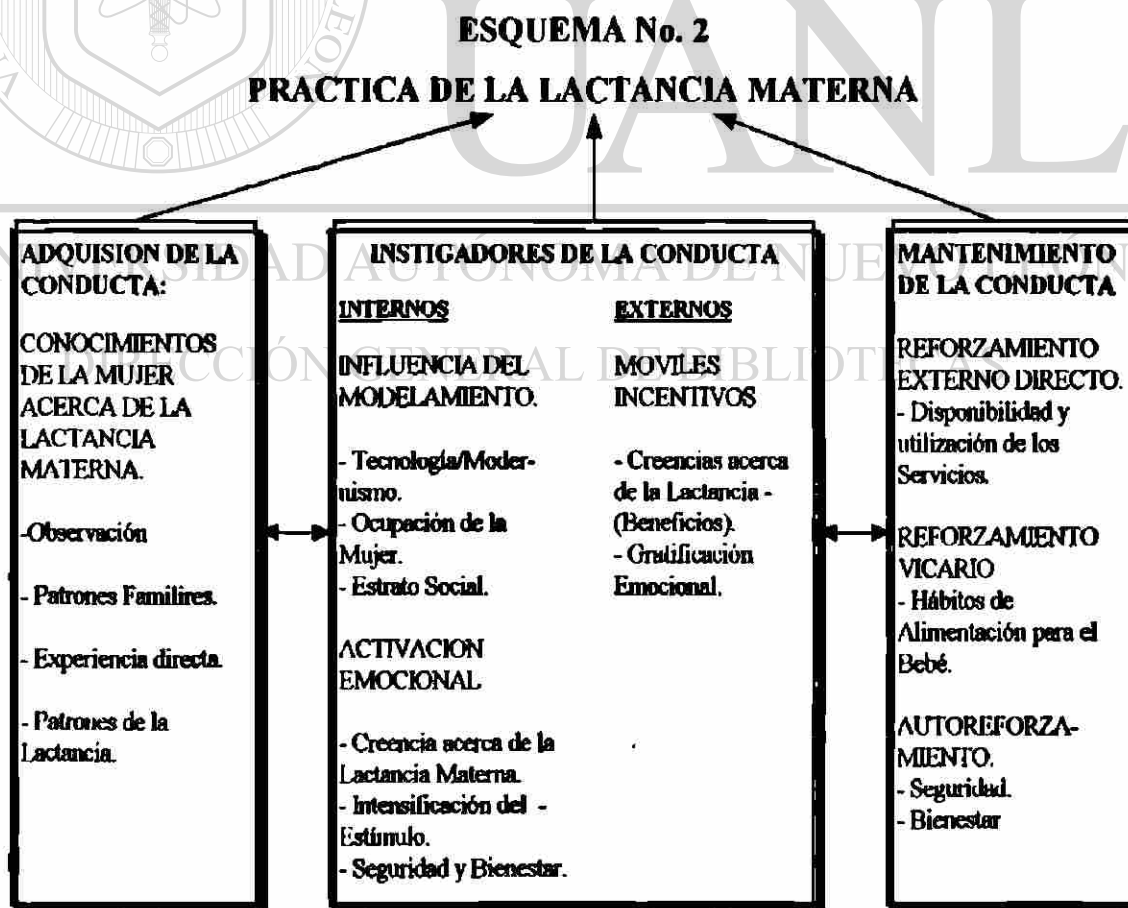 ESQUEMA No. 2
PRACTICA DE LA LACTANCIA MATERNA
UANL
UNIVERSIDAD AUTÓNOMA DE NUEVO LEÓN
DIRECCIÓN GENERAL DE BIBLIOTECAS
ADQUISION DE LA
CONDUCTA:
CONOCIMIENTOS
DE LA MUJER
ACERCA DE LA
LACTANCIA
MATERNA.
-Observación
- Patrones Familires.
- Experiencia directa.
- Patrones de la
Lactancia.
INSTIGADORES DE LA CONDUCTA
INTERNOS
INFLUENCIA DEL
MODELAMIENTO.
- Tecnología/Moder-
nismo.
- Ocupación de la
Mujer.
- Estrato Social.
ACTIVACION
EMOCIONAL
- Creencia acerca de la
Lactancia Materna.
- Intensificación del -
Estímulo.
- Seguridad y Bienestar.
EXTERNOS
MOVILES
INCENTIVOS
- Creencias acerca
de la Lactancia -
(Beneficios).
- Gratificación
Emocional.
MANTENIMIENTO
DE LA CONDUCTA
REFORZAMIENTO
EXTERNO DIRECTO.
- Disponibilidad y
utilización de los
Servicios.
REFORZAMIENTO
VICARIO
- Hábitos de
Alimentación para el
Bebé.
AUTOREFORZA-
MIENTO.
- Seguridad.
- Bienestar